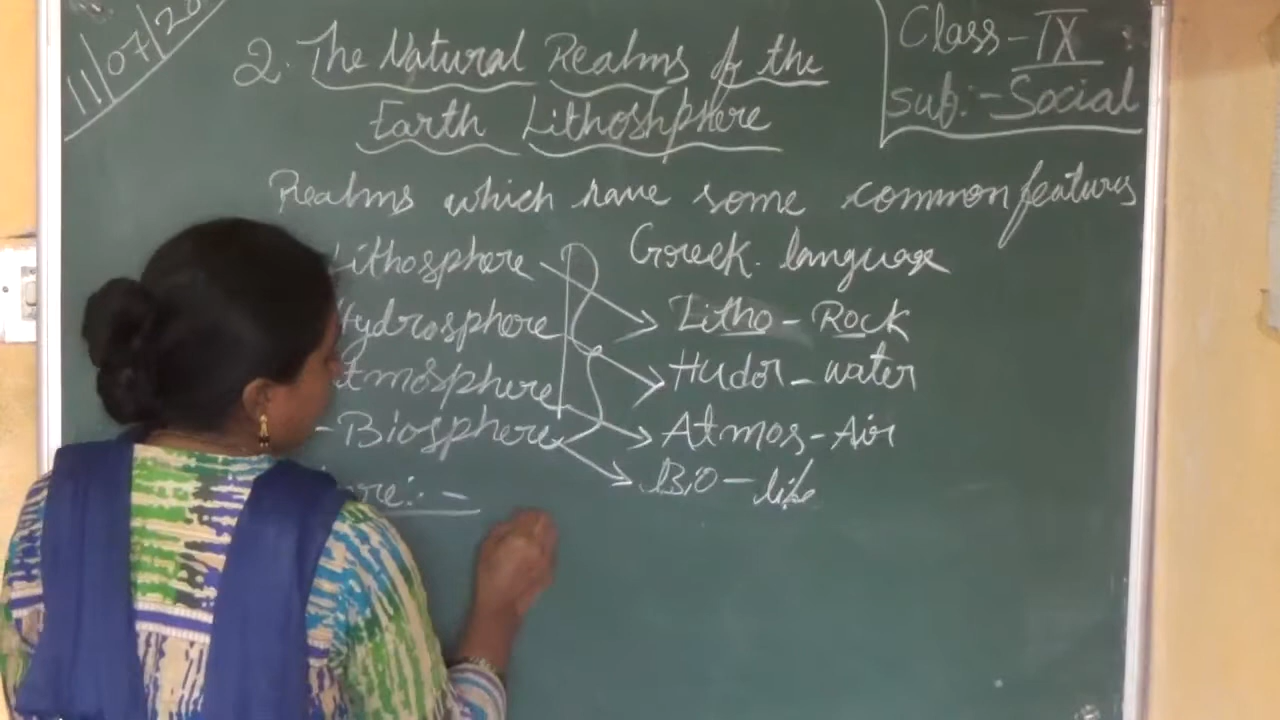 11/07/20
Class - IX
Sub:- Social
2. The Natural Realms of the
Earth Lithoshphere
Realms which have some common features
Lithosphere Greek language
Hydrosphere Litho - Rock
tmosphere Hudor - water
- Biosphere Atmos - Air
Bio - life